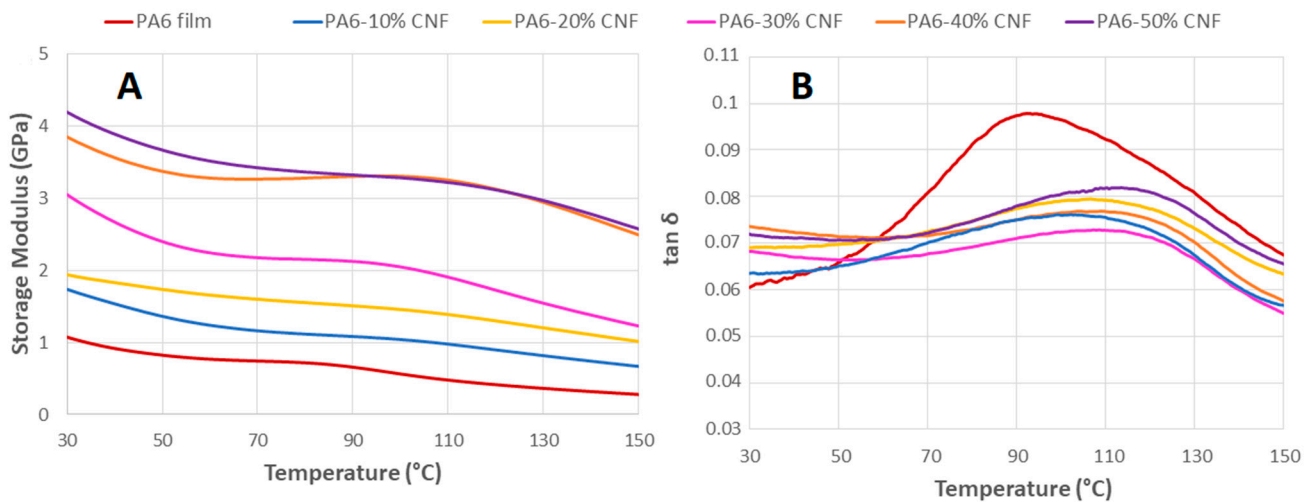 PA6 film PA6-10% CNF PA6-20% CNF PA6-30% CNF PA6-40% CNF PA6-50% CNF
A
5
4
3
2
1
0
Storage Modulus (GPa)
30 50 70 90 110 130 150
Temperature (°C)
B
0.11
0.1
0.09
0.08
0.07
0.06
0.05
0.04
0.03
tan δ
30 50 70 90 110 130 150
Temperature (°C)